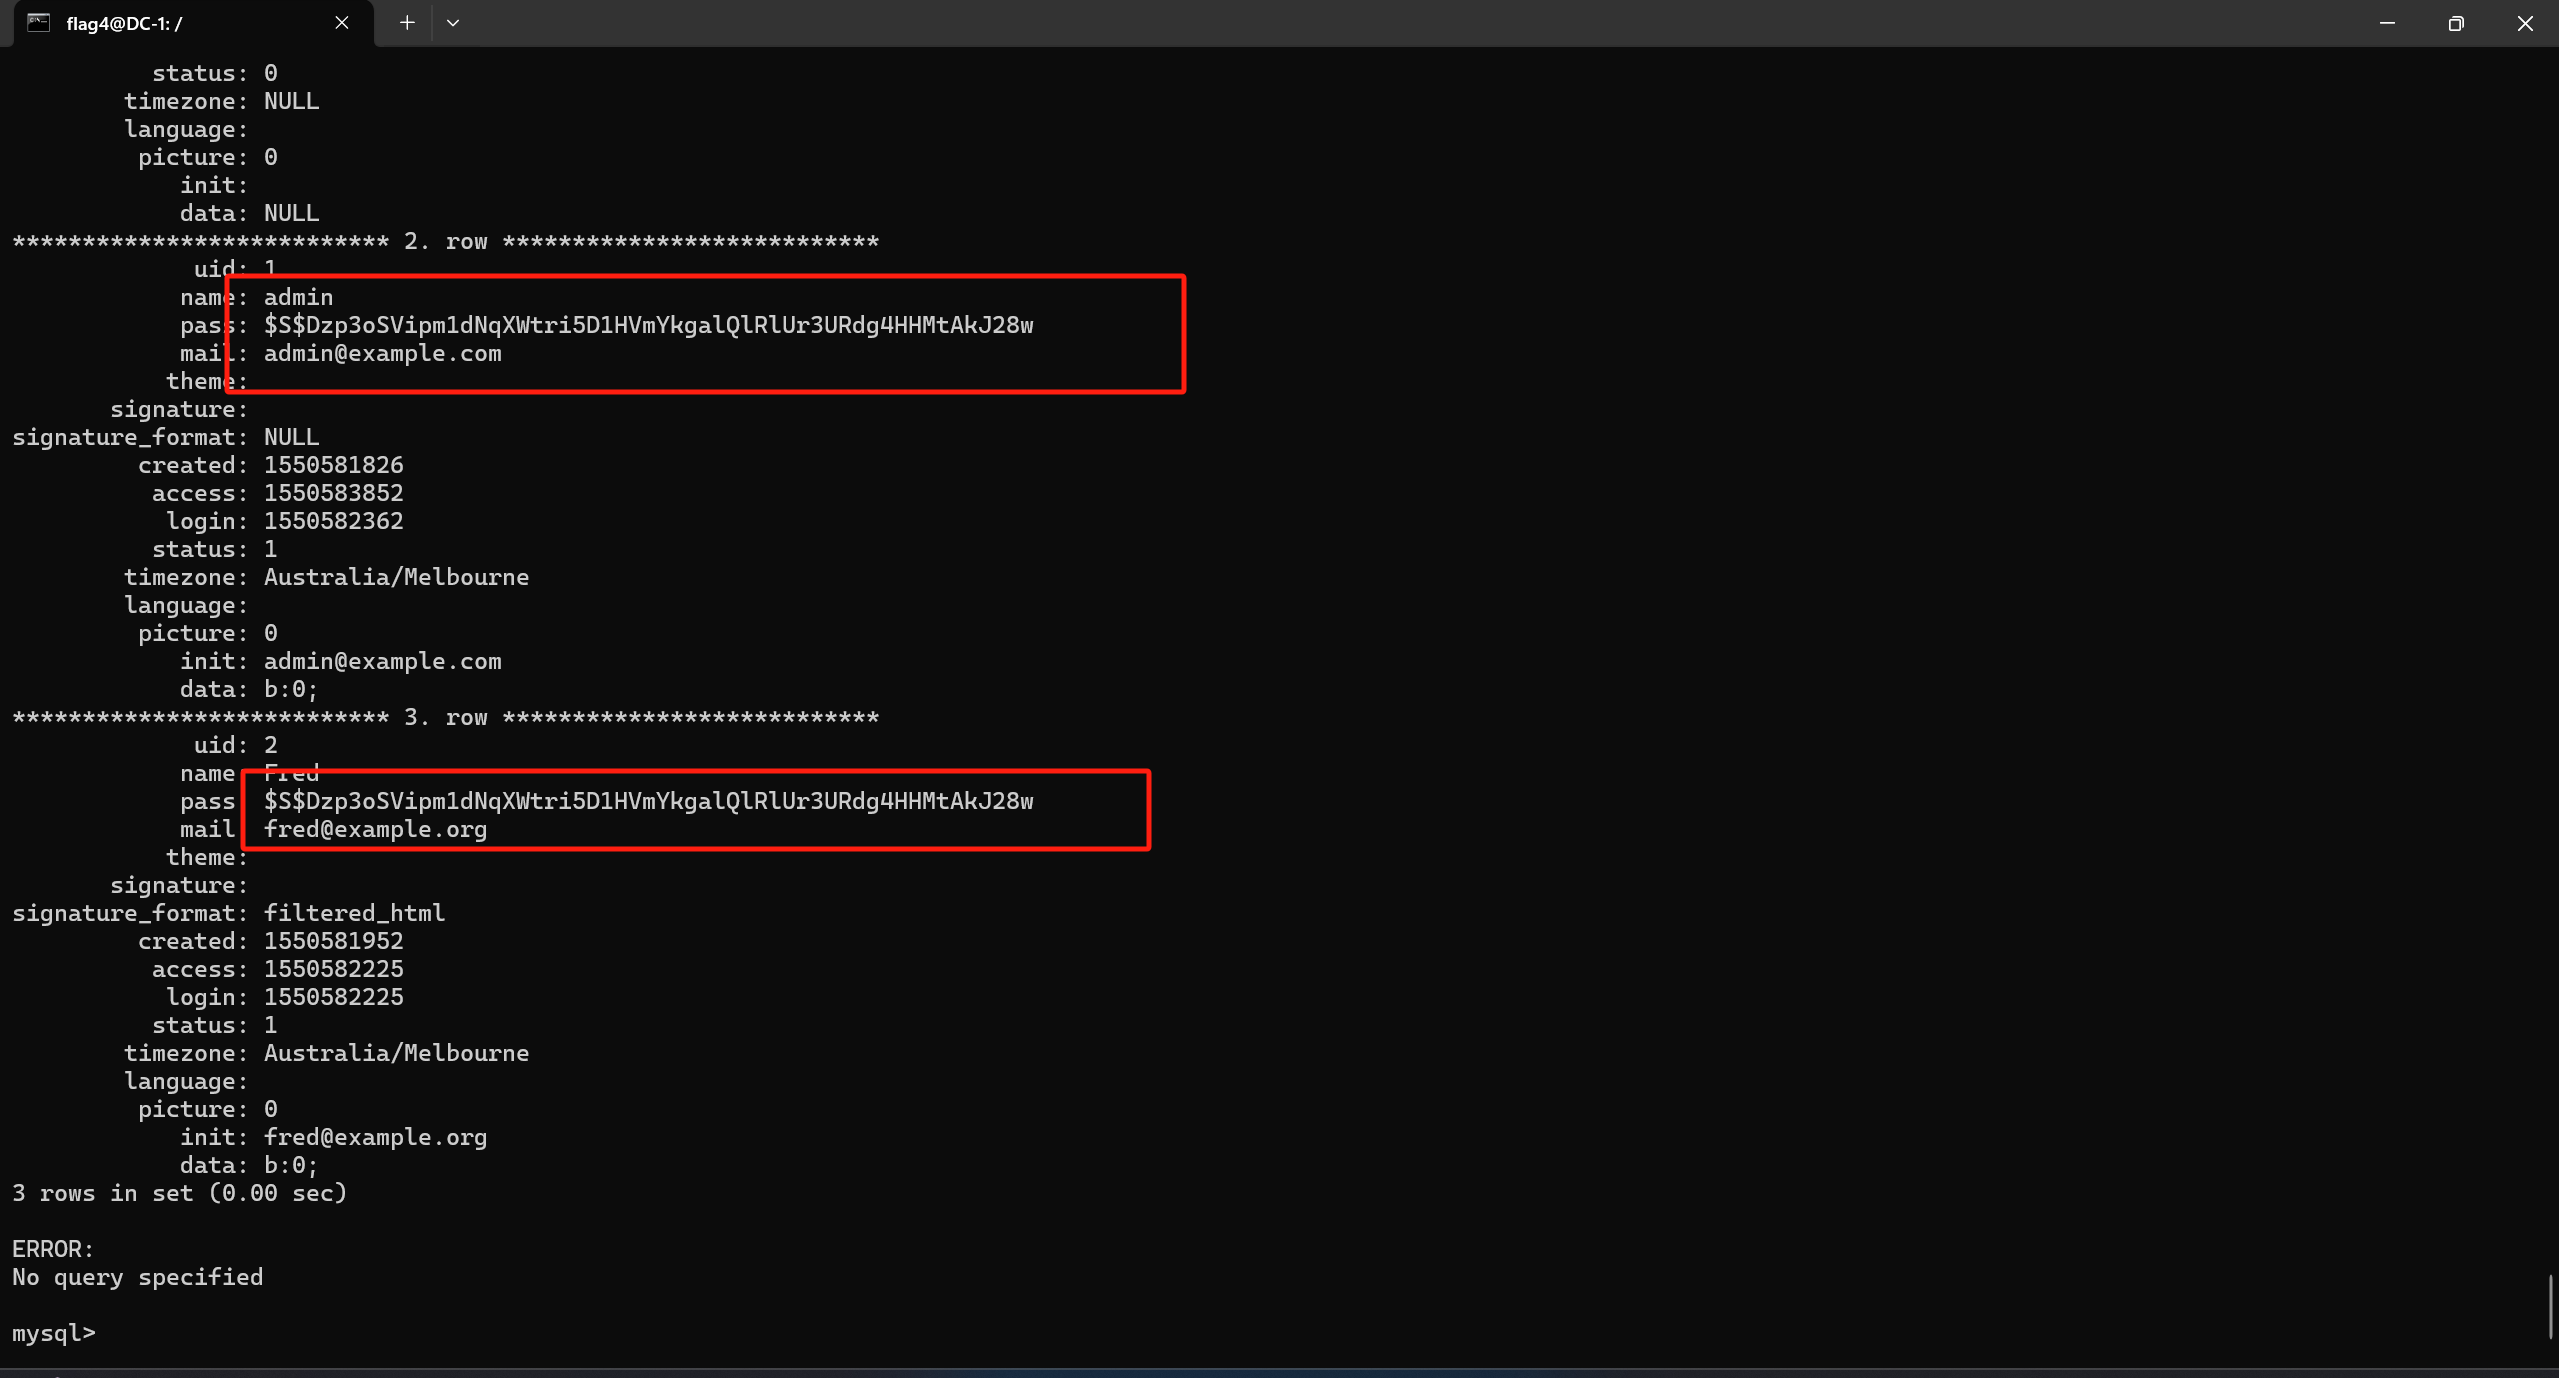 flag4@DC-1: /
status: 0
timezone: NULL
language:
picture: 0
init:
data: NULL
*************************** 2. row ***************************
uid: 1
name: admin
pass: $S$Dzp3oSVipm1dNqXWtri5D1HVmYkgalQlRlUr3URdg4HHMtAkJ28w
mail: admin@example.com
theme:
signature:
signature_format: NULL
created: 1550581826
access: 1550583852
login: 1550582362
status: 1
timezone: Australia/Melbourne
language:
picture: 0
init: admin@example.com
data: b:0;
*************************** 3. row ***************************
uid: 2
name Fred
pass $S$Dzp3oSVipm1dNqXWtri5D1HVmYkgalQlRlUr3URdg4HHMtAkJ28w
mail fred@example.org
theme:
signature:
signature_format: filtered_html
created: 1550581952
access: 1550582225
login: 1550582225
status: 1
timezone: Australia/Melbourne
language:
picture: 0
init: fred@example.org
data: b:0;
3 rows in set (0.00 sec)
ERROR:
No query specified
mysql>